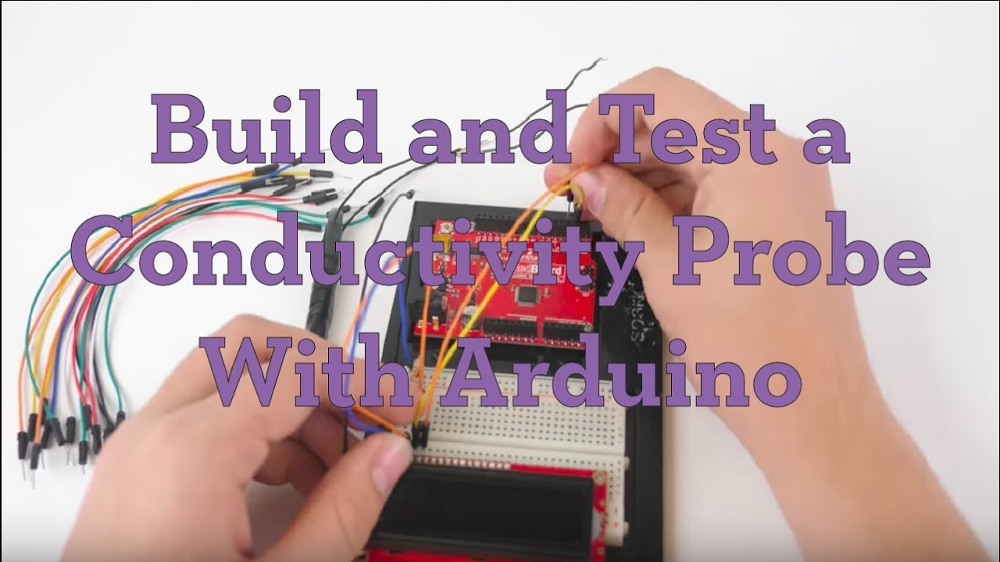 Build and Test a
Conductivity Probe
With Arduino